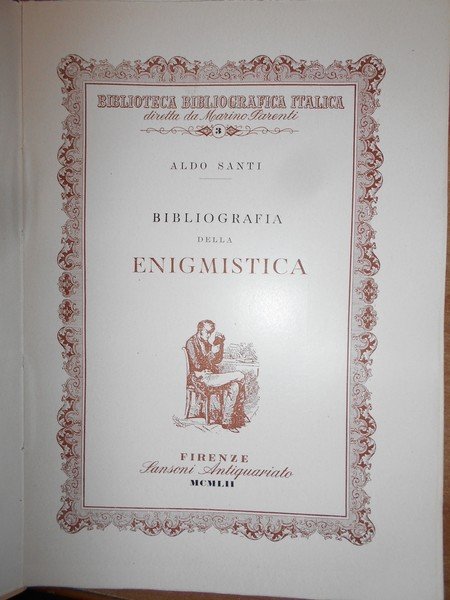 BIBLIOTECA BIBLIOGRAFICA ITALICA
diretta da Marino Parenti
3
ALDO SANTI
BIBLIOGRAFIA
DELLA
ENIGMISTICA
FIRENZE
Sansoni Antiquariato
MCMLII